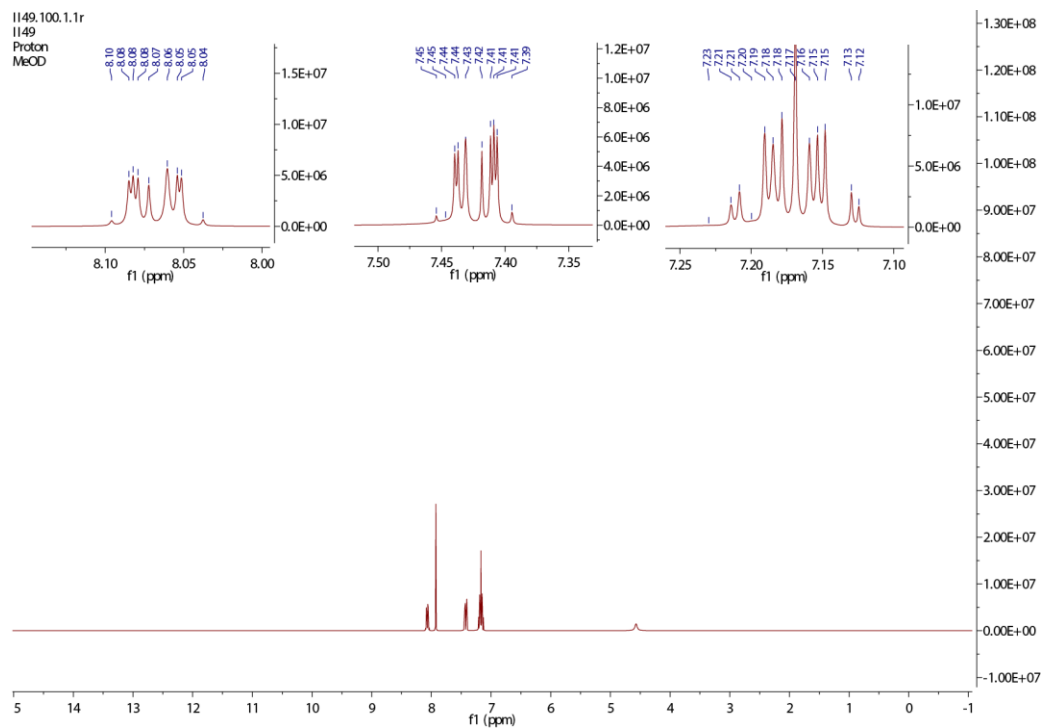 1149.100.1.1r
1149
Proton
MeOD
8.10 8.08 8.08 8.08 8.07 8.06 8.05 8.05 8.04
1.5E+07
1.0E+07
5.0E+06
0.0E+00
8.10 8.05 8.00
f1 (ppm)
7.45 7.45 7.44 7.44 7.43 7.42 7.41 7.41 7.41 7.39
1.2E+07
1.0E+07
8.0E+06
6.0E+06
4.0E+06
2.0E+06
0.0E+00
7.50 7.45 7.40 7.35
f1 (ppm)
7.23 7.21 7.21 7.20 7.19 7.18 7.18 7.17 7.16 7.15 7.15 7.13 7.12
1.0E+07
5.0E+06
0.0E+00
7.25 7.20 7.15 7.10
f1 (ppm)
1.30E+08
1.20E+08
1.10E+08
1.00E+08
9.00E+07
8.00E+07
7.00E+07
6.00E+07
5.00E+07
4.00E+07
3.00E+07
2.00E+07
1.00E+07
0.00E+00
-1.00E+07
5 14 13 12 11 10 9 8 7 6 5 4 3 2 1 0 -1
f1 (ppm)